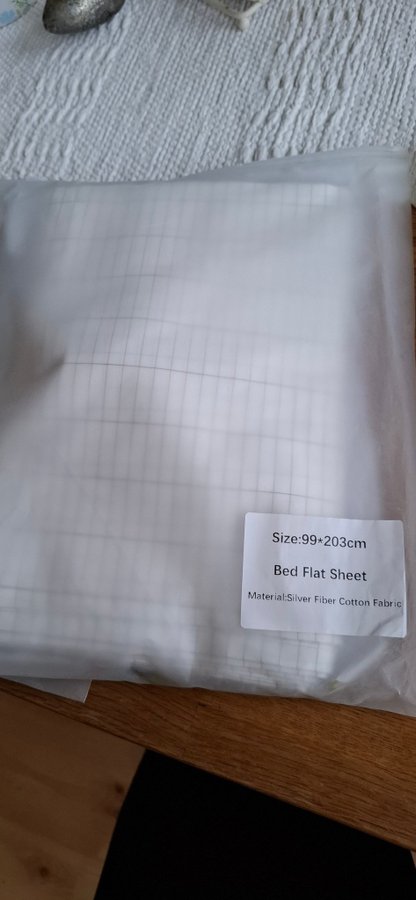 Size:99*203cm
Bed Flat Sheet
Material:Silver Fiber Cotton Fabric